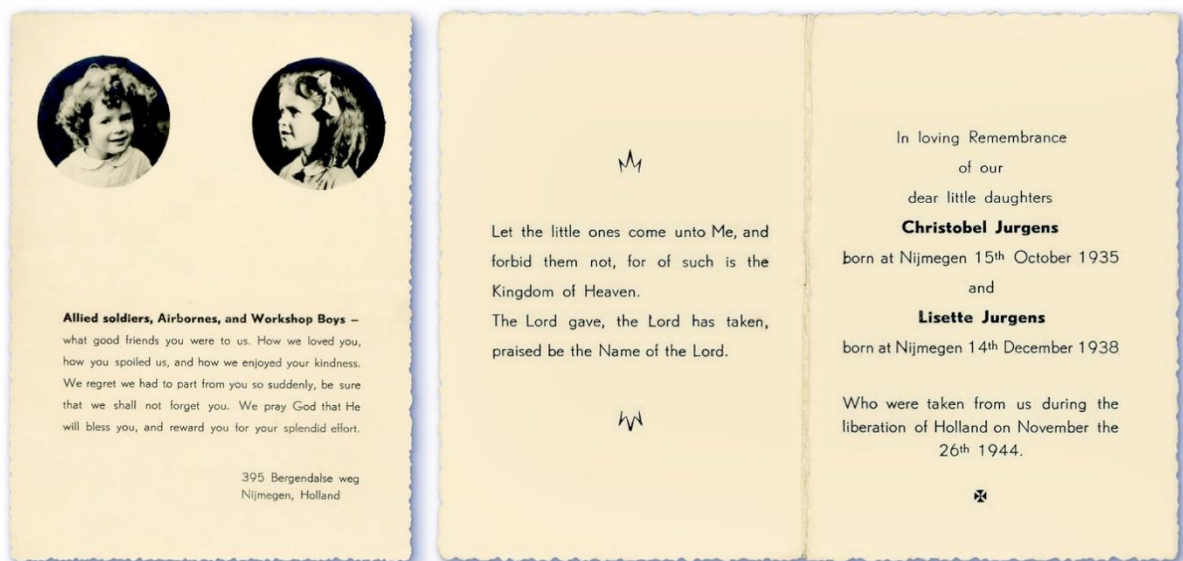 Allied soldiers, Airbornes, and Workshop Boys –
what good friends you were to us. How we loved you,
how you spoiled us, and how we enjoyed your kindness.
We regret we had to part from you so suddenly, be sure
that we shall not forget you. We pray God that He
will bless you, and reward you for your splendid effort.
395 Bergendalse weg
Nijmegen, Holland
Let the little ones come unto Me, and
forbid them not, for of such is the
Kingdom of Heaven.
The Lord gave, the Lord has taken,
praised be the Name of the Lord.
In loving Remembrance
of our
dear little daughters
Christobel Jurgens
born at Nijmegen 15th October 1935
and
Lisette Jurgens
born at Nijmegen 14th December 1938
Who were taken from us during the
liberation of Holland on November the
26th 1944.